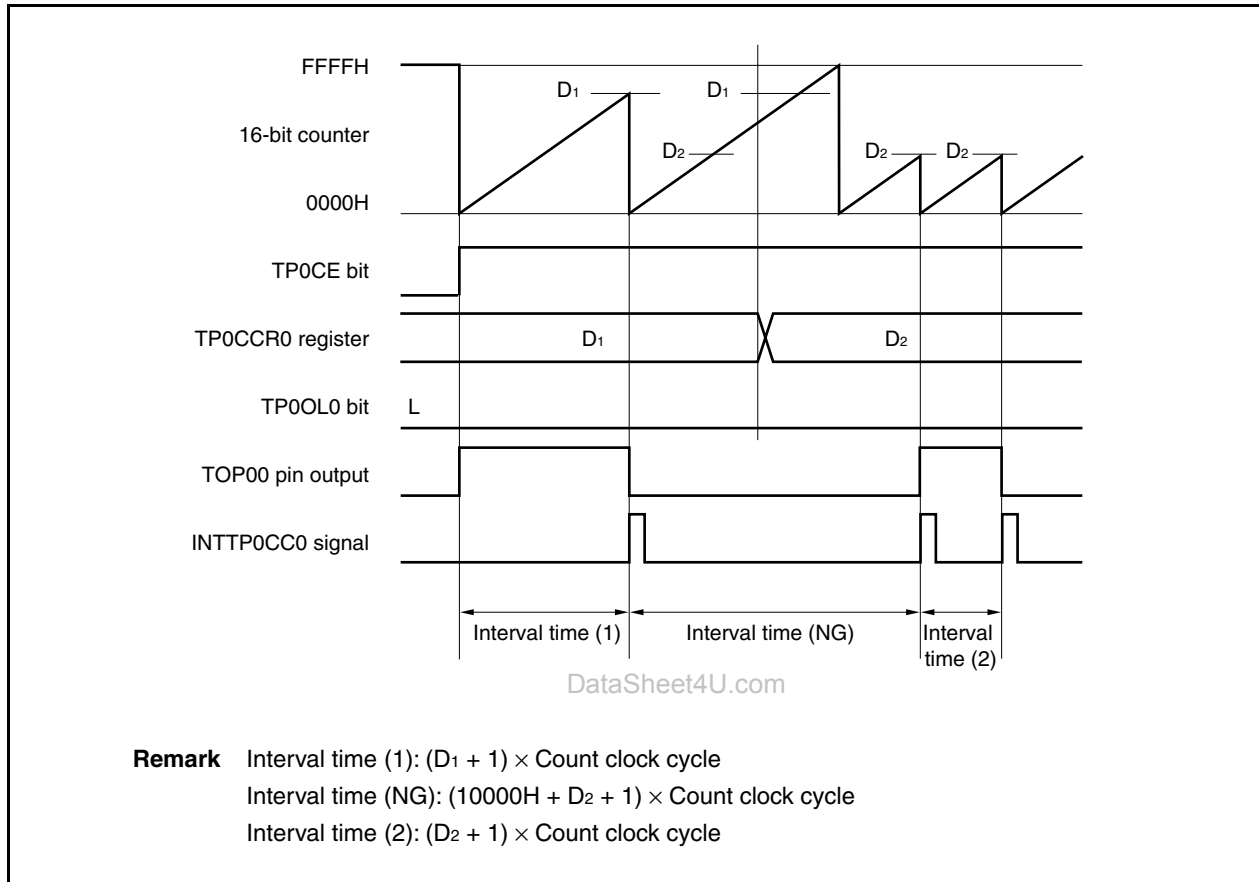 FFFFH
D1 D1
16-bit counter
D2 D2 D2
0000H
TP0CE bit
TP0CCR0 register D1 D2
TP0OL0 bit L
TOP00 pin output
INTTP0CC0 signal
Interval time (1) Interval time (NG) Interval
time (2)
DataSheet4U.com
Remark Interval time (1): (D1 + 1) × Count clock cycle
Interval time (NG): (10000H + D2 + 1) × Count clock cycle
Interval time (2): (D2 + 1) × Count clock cycle